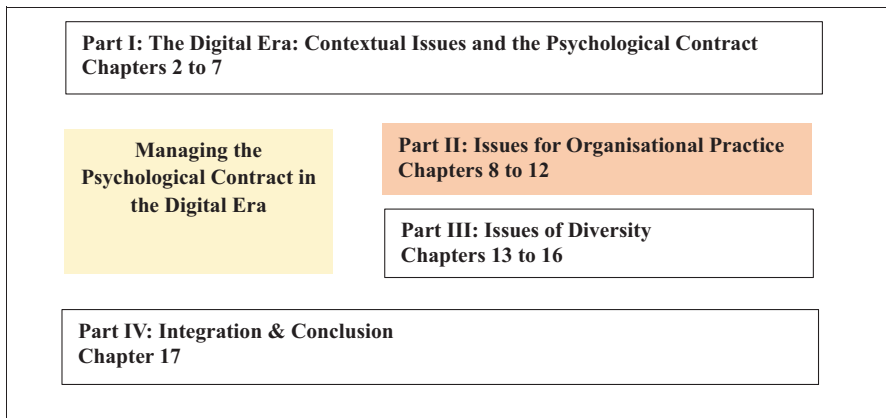 Part I: The Digital Era: Contextual Issues and the Psychological Contract
Chapters 2 to 7
Managing the
Psychological Contract in
the Digital Era
Part II: Issues for Organisational Practice
Chapters 8 to 12
Part III: Issues of Diversity
Chapters 13 to 16
Part IV: Integration & Conclusion
Chapter 17